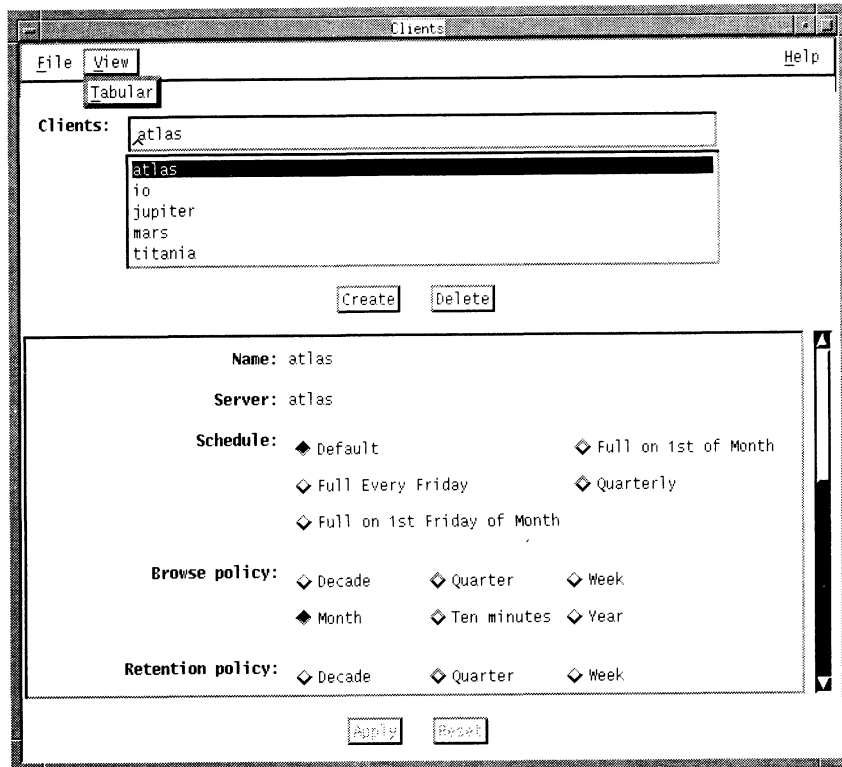 Clients
File View Help
Tabular
Clients: atlas
atlas
io
jupiter
mars
titania
Create Delete
Name: atlas
Server: atlas
Schedule: Default Full on 1st of Month
Full Every Friday Quarterly
Full on 1st Friday of Month
Browse policy: Decade Quarter Week
Month Ten minutes Year
Retention policy: Decade Quarter Week
Apply Reset